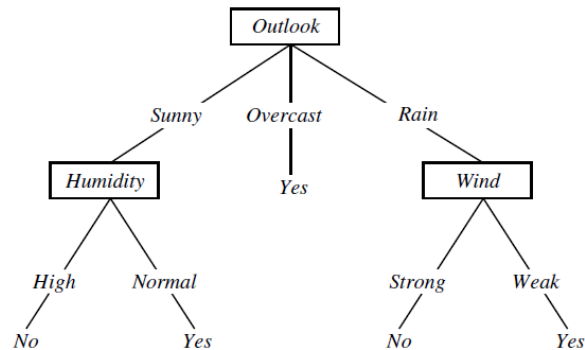 Outlook
Sunny Overcast Rain
Humidity Yes Wind
High Normal Strong Weak
No Yes No Yes